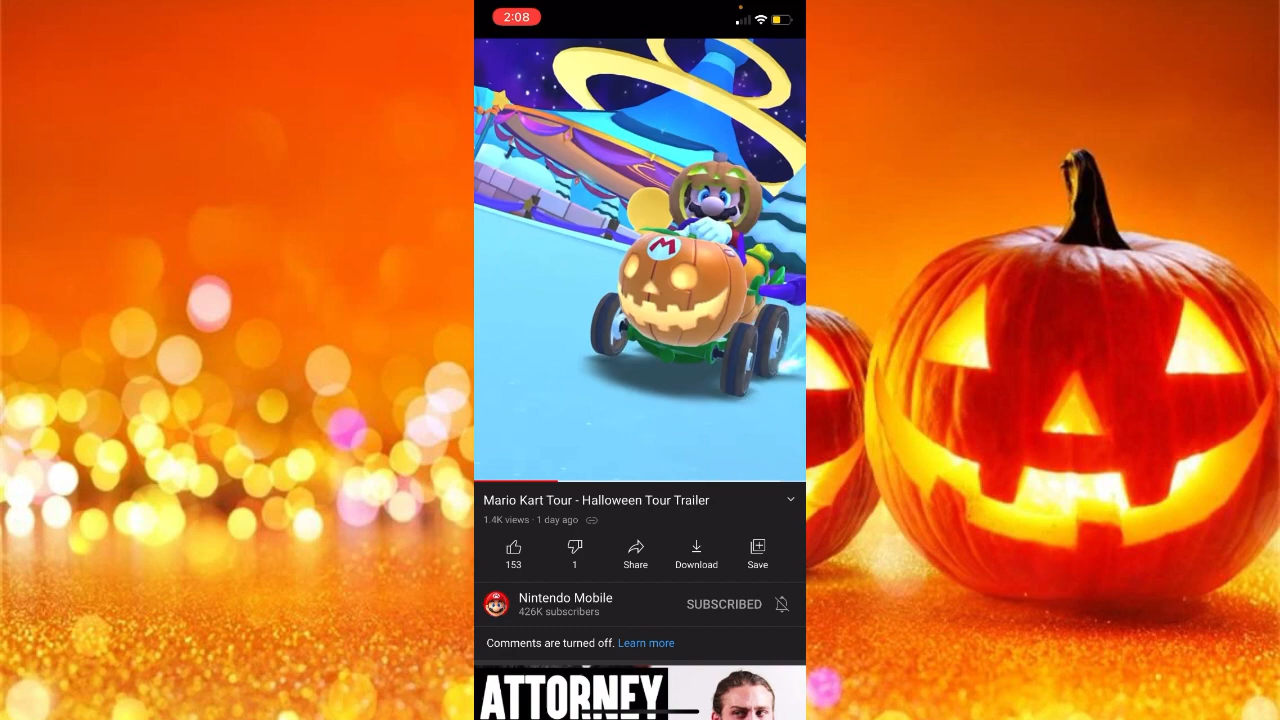 2:08
M
Mario Kart Tour - Halloween Tour Trailer
1.4K views · 1 day ago
153
1
Share
Download
Save
Nintendo Mobile
426K subscribers
SUBSCRIBED
Comments are turned off. Learn more
ATTORNEY